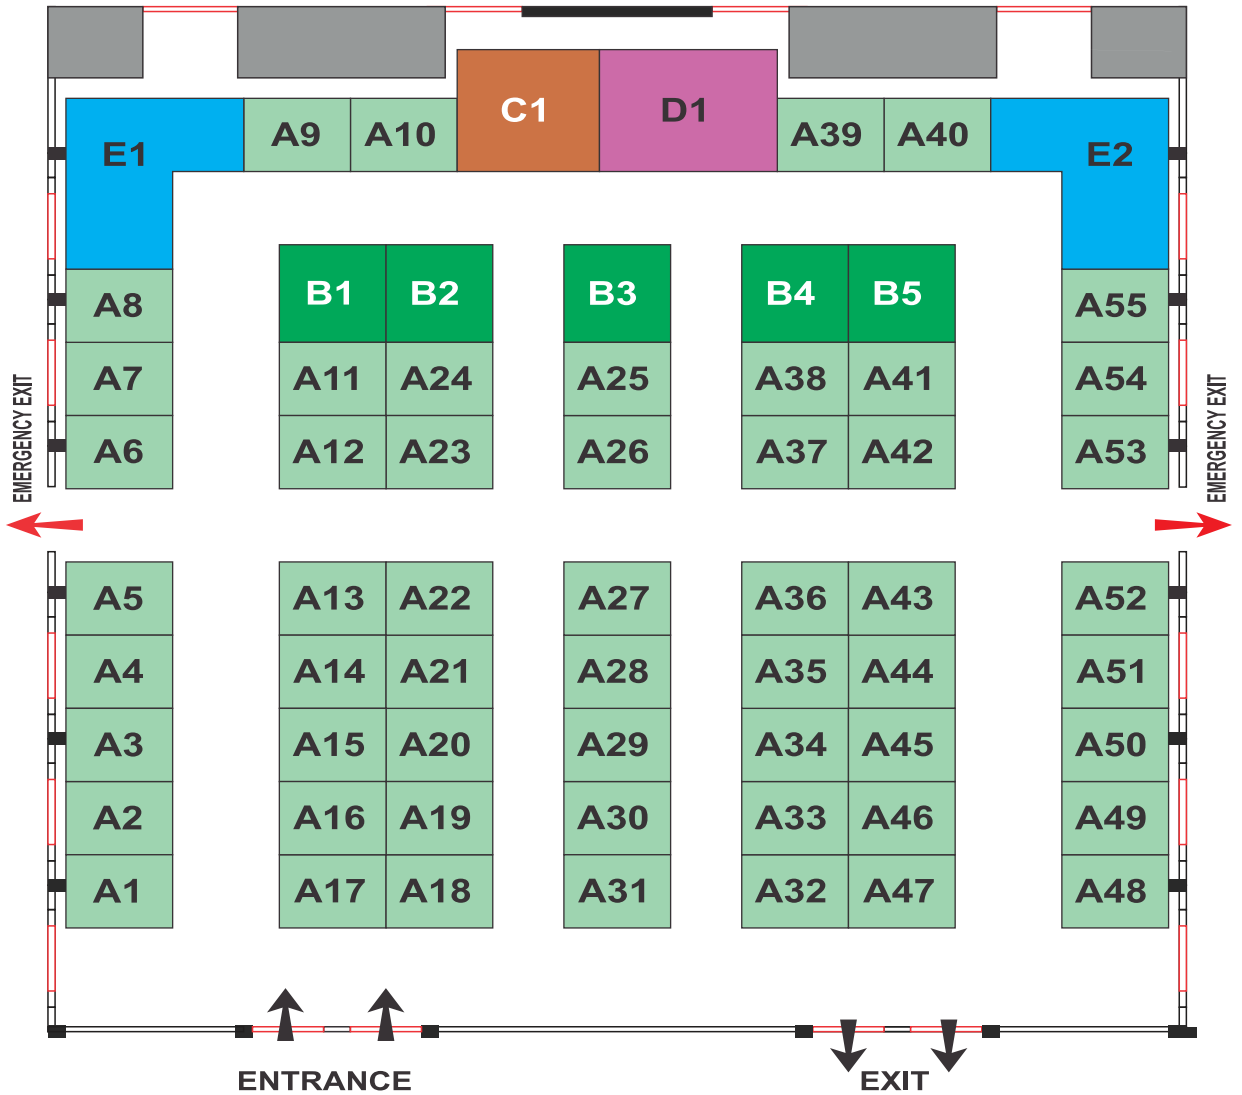 C1 D1
E1 A9 A10 A39 A40 E2
B1 B2 B3 B4 B5
A8 A55
A7 A11 A24 A25 A38 A41 A54
A6 A12 A23 A26 A37 A42 A53
EMERGENCY EXIT
EMERGENCY EXIT
A5 A13 A22 A27 A36 A43 A52
A4 A14 A21 A28 A35 A44 A51
A3 A15 A20 A29 A34 A45 A50
A2 A16 A19 A30 A33 A46 A49
A1 A17 A18 A31 A32 A47 A48
ENTRANCE EXIT